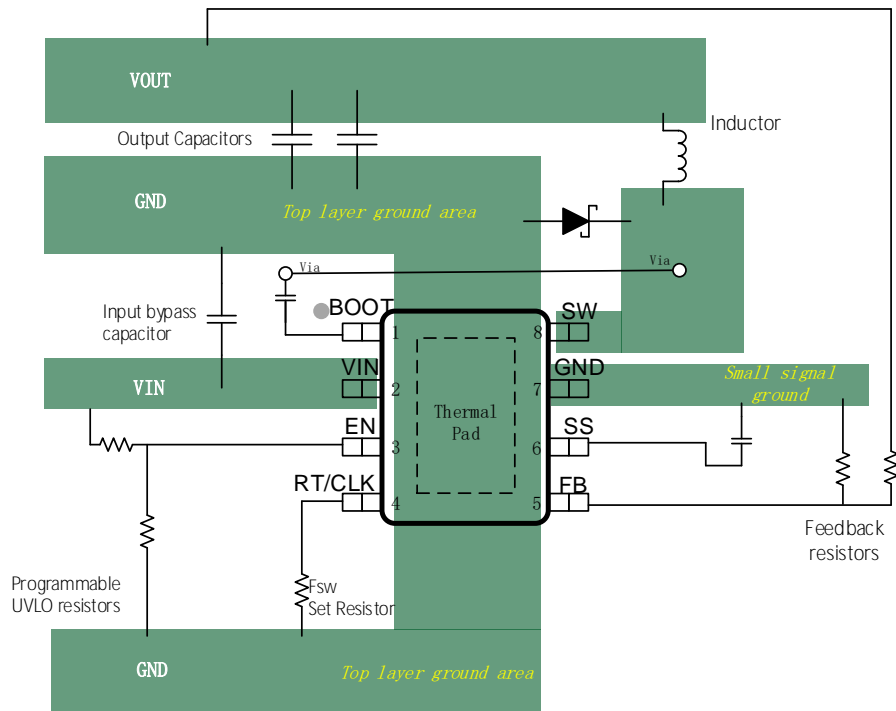 VOUT
Output Capacitors
Inductor
GND
Top layer ground area
Via
Via
Input bypass
capacitor
BOOT
1
SW
8
VIN
VIN
2
GND
7
Small signal
ground
Thermal
Pad
EN
3
SS
6
RT/CLK
4
FB
5
Feedback
resistors
Programmable
UVLO resistors
Fsw
Set Resistor
GND
Top layer ground area